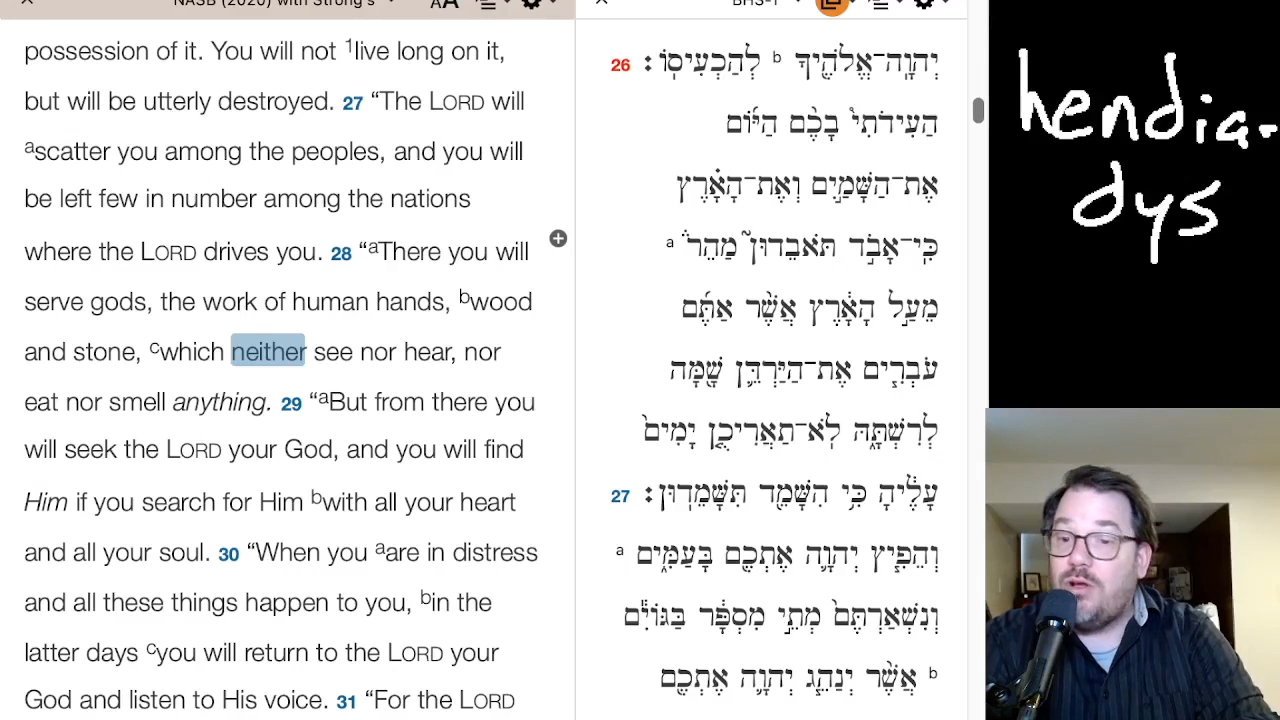 NASB (2020) with Strong's
possession of it. You will not ¹live long on it,
but will be utterly destroyed. 27 “The LORD will
ᵃscatter you among the peoples, and you will
be left few in number among the nations
where the LORD drives you. 28 “ᵃThere you will
serve gods, the work of human hands, ᵇwood
and stone, ᶜwhich neither see nor hear, nor
eat nor smell anything. 29 “ᵃBut from there you
will seek the LORD your God, and you will find
Him if you search for Him ᵇwith all your heart
and all your soul. 30 “When you ᵃare in distress
and all these things happen to you, ᵇin the
latter days ᶜyou will return to the LORD your
God and listen to His voice. 31 “For the LORD
BHS-T
יְהוָֽה־אֱלֹהֶ֖יךָ ᵇ לְהַכְעִיסֽוֹ׃ 26
הַעִידֹתִי֩ בָכֶ֨ם הַיּ֜וֹם
אֶת־הַשָּׁמַ֣יִם וְאֶת־הָאָ֗רֶץ
כִּֽי־אָבֹ֣ד תֹּאבֵדוּן֮ מַהֵר֒ ᵃ
מֵעַ֣ל הָאָ֔רֶץ אֲשֶׁ֨ר אַתֶּ֜ם
עֹבְרִ֧ים אֶת־הַיַּרְדֵּ֛ן שָׁ֖מָּה
לְרִשְׁתָּ֑הּ לֹֽא־תַאֲרִיכֻ֤ן יָמִים֙
עָלֶ֔יהָ כִּ֥י הִשָּׁמֵ֖ד תִּשָּׁמֵדֽוּן׃ 27
וְהֵפִ֧יץ יְהוָ֛ה אֶתְכֶ֖ם בָּעַמִּ֑ים ᵃ
וְנִשְׁאַרְתֶּם֙ מְתֵ֣י מִסְפָּ֔ר בַּגּוֹיִ֕ם
ᵇ אֲשֶׁ֨ר יְנַהֵ֧ג יְהוָ֛ה אֶתְכֶ֖ם
hendia-
dys